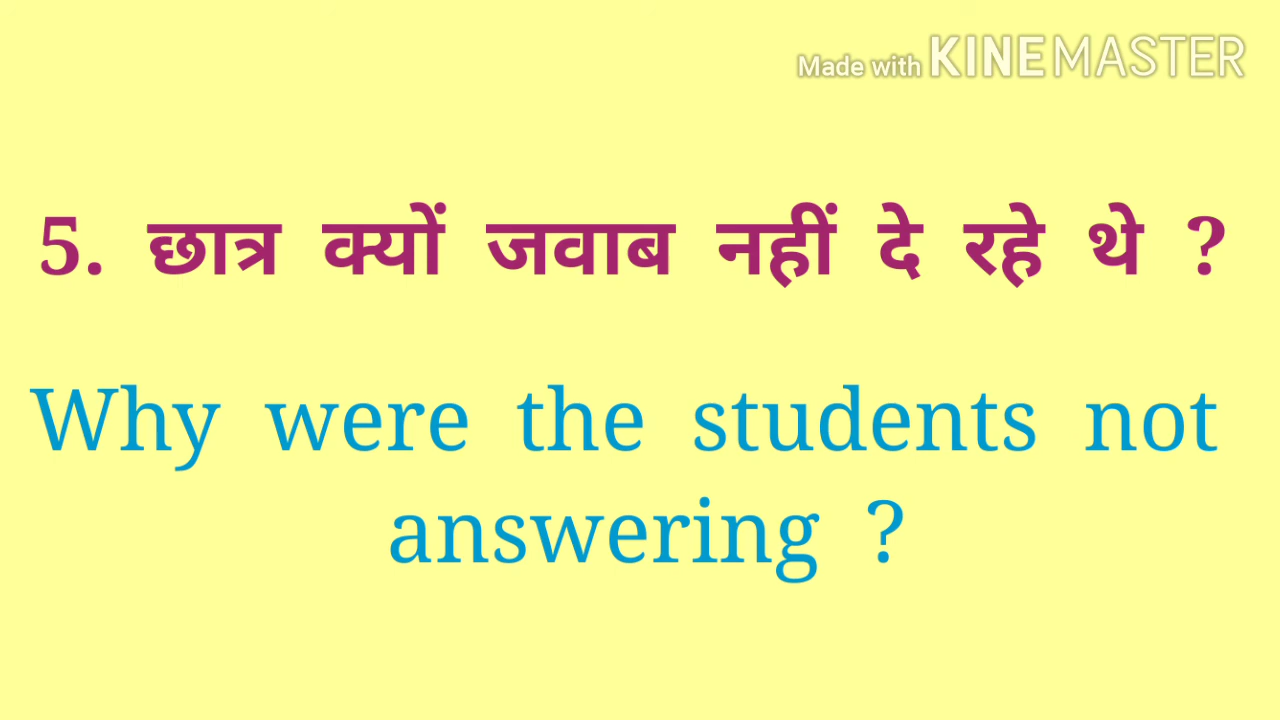 Made with KINEMASTER
5. छात्र क्यों जवाब नहीं दे रहे थे ?
Why were the students not
answering ?